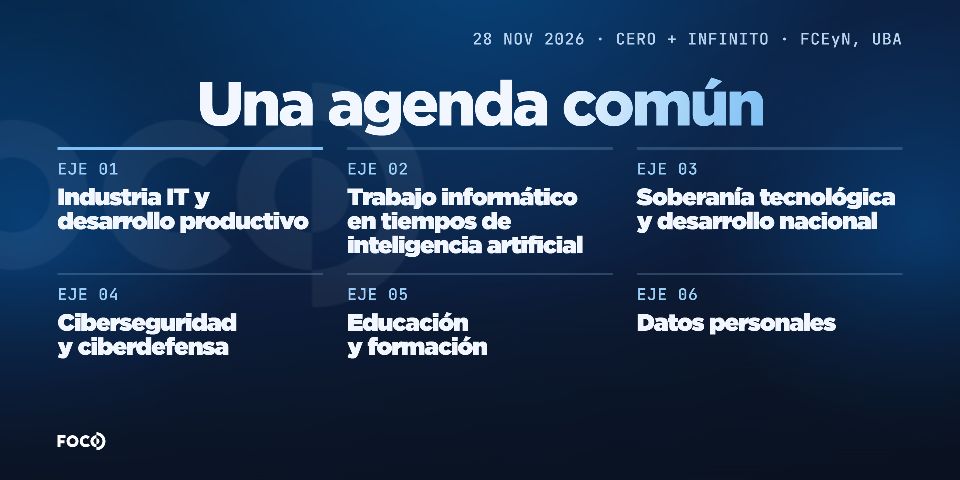 28 NOV 2026 · CERO + INFINITO · FCEyN, UBA
Una agenda común
EJE 01
Industria IT y
desarrollo productivo
EJE 02
Trabajo informático
en tiempos de
inteligencia artificial
EJE 03
Soberanía tecnológica
y desarrollo nacional
EJE 04
Ciberseguridad
y ciberdefensa
EJE 05
Educación
y formación
EJE 06
Datos personales
FOCO